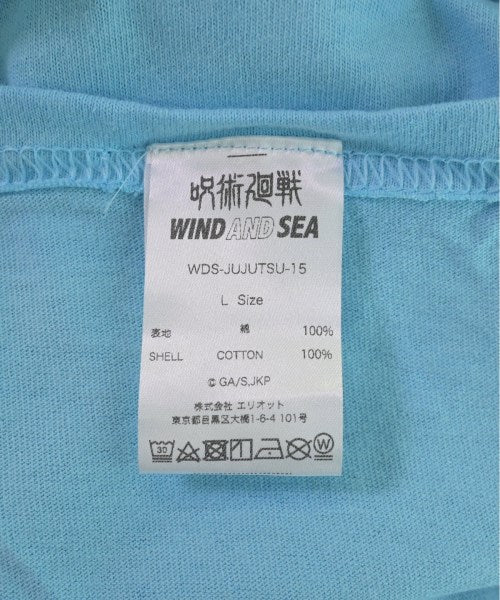 呪術廻戦
WIND AND SEA
WDS-JUJUTSU-15
L Size
表地 綿 100%
SHELL COTTON 100%
© GA/S,JKP
株式会社 エリオット
東京都目黒区大橋1-6-4 101号
30 W